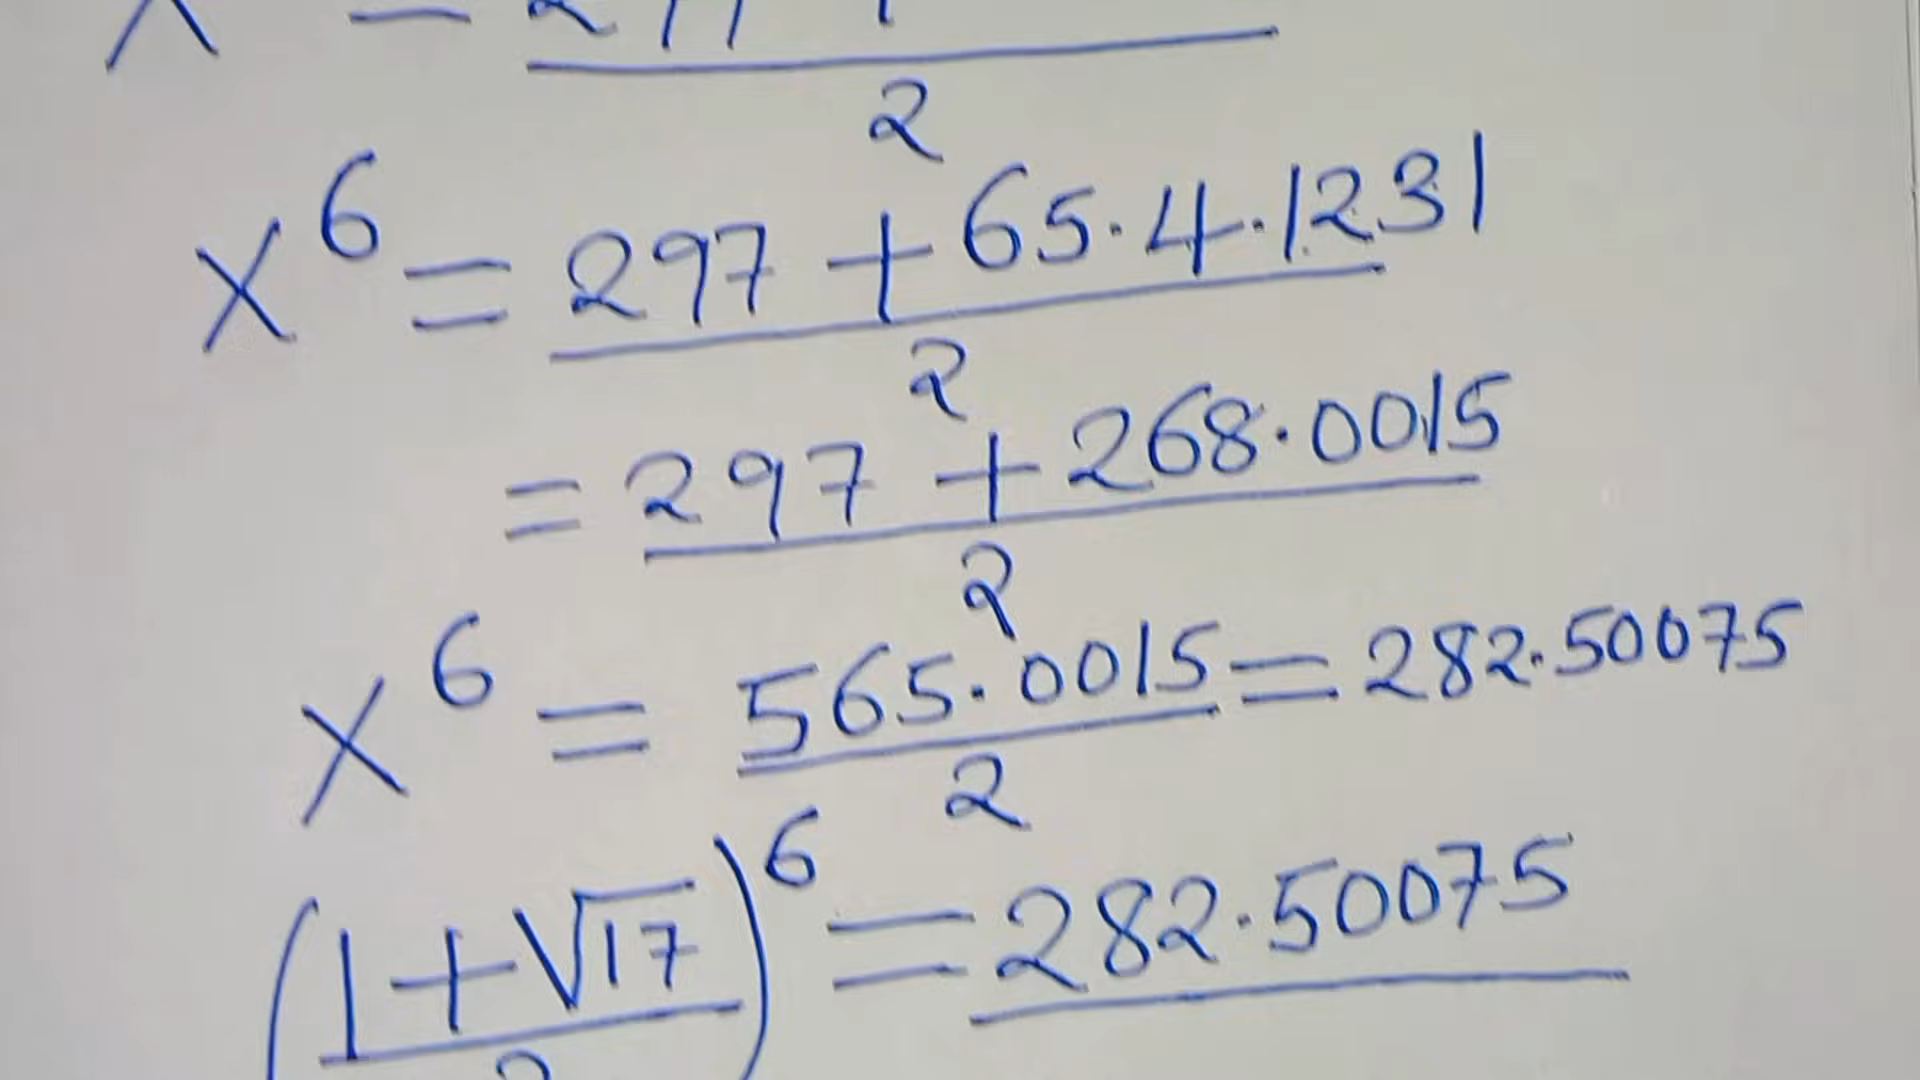 2
x⁶ = 297 + 65.4.1231
2
= 297 + 268.0015
2
x⁶ = 565.0015 = 282.50075
2
(1+√17)⁶ = 282.50075